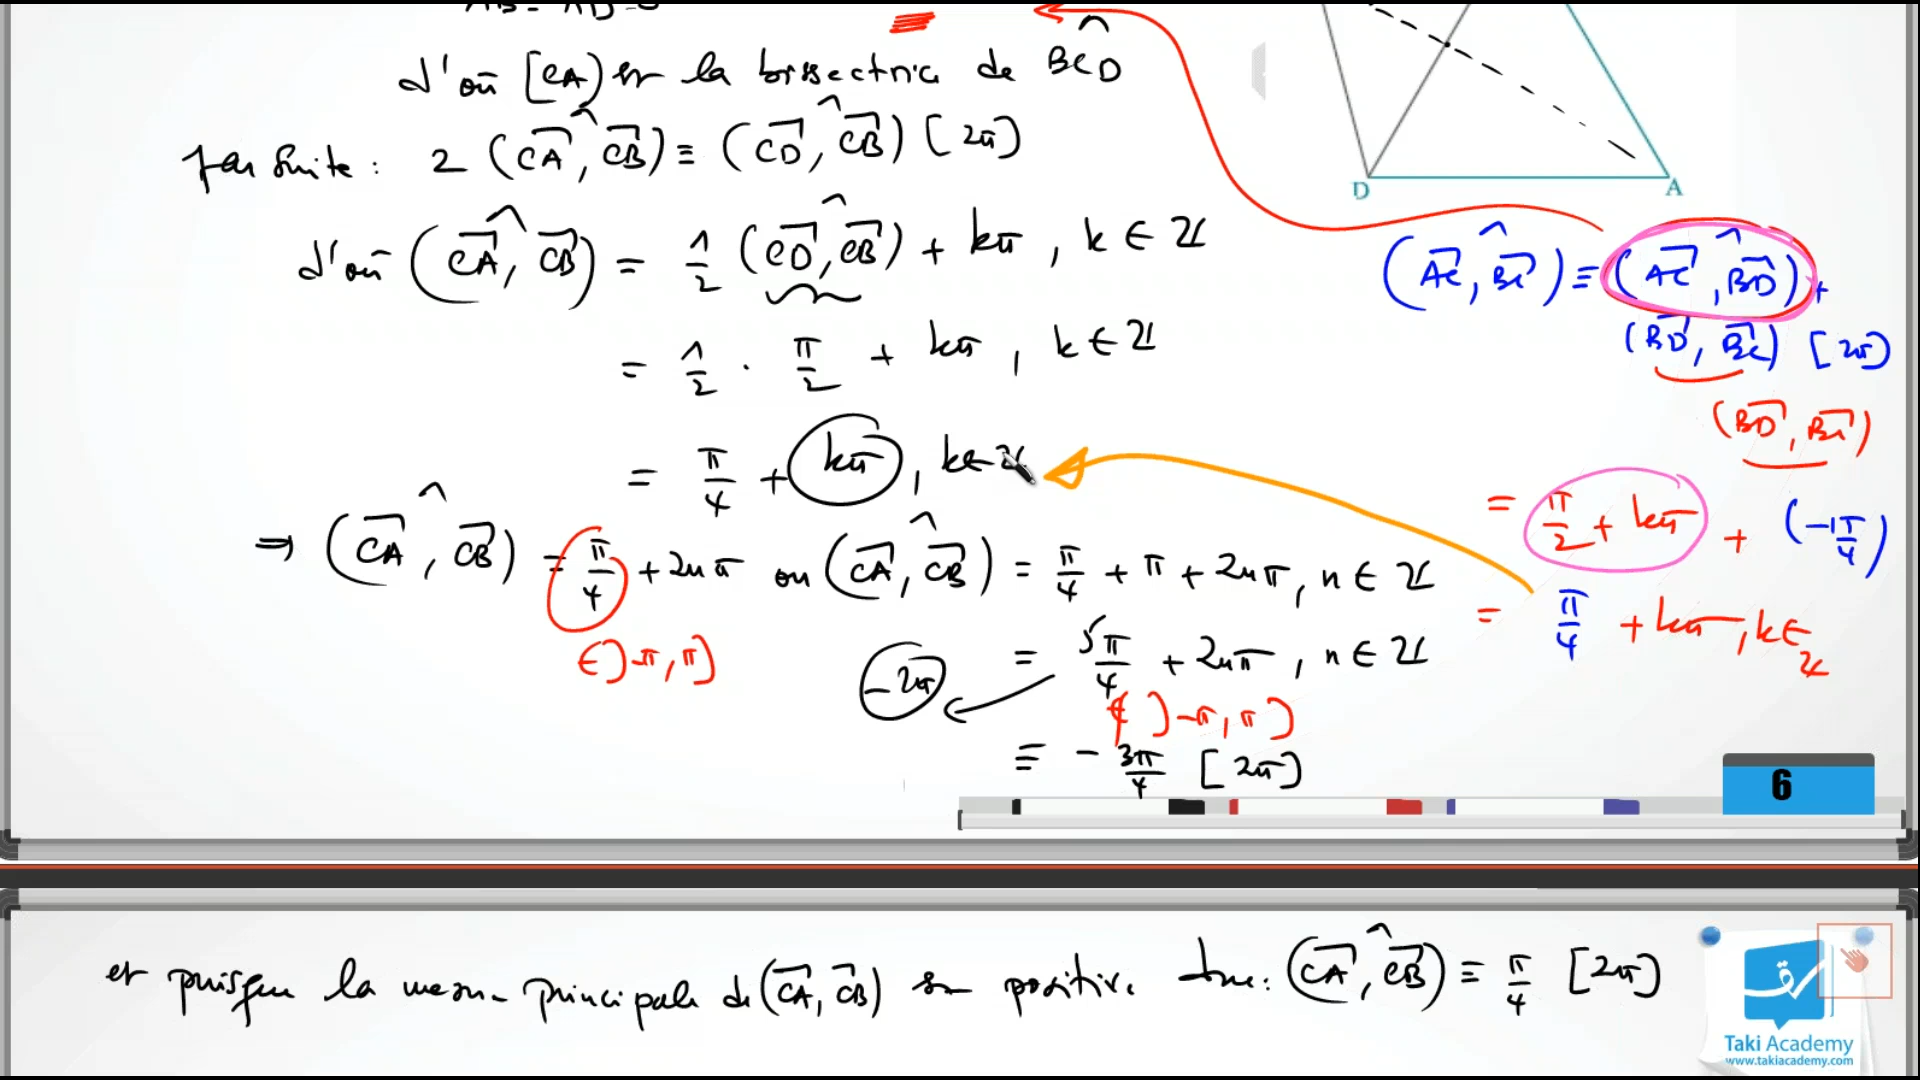 d'où [CA) est la bissectrice de BCD
par suite : 2 (CA, CB) ≡ (CD, CB) [2π]
d'où (CA, CB) = 1/2 (CD, CB) + kπ, k ∈ ℤ
= 1/2 · π/2 + kπ, k ∈ ℤ
= π/4 + kπ, k ∈ ℤ
⇒ (CA, CB) = π/4 + 2nπ ou (CA, CB) = π/4 + π + 2nπ, n ∈ ℤ
∈ ]-π, π]
= 5π/4 + 2nπ, n ∈ ℤ
-2π
∉ ]-π, π]
≡ -3π/4 [2π]
D
A
(AC, BC) ≡ (AC, BD) +
(BD, BC) [2π]
(BD, BC)
= π/2 + kπ + (-π/4)
= π/4 + kπ, k ∈ ℤ
6
et puisque la mesure principale de (CA, CB) est positive donc : (CA, CB) ≡ π/4 [2π]
Taki Academy
www.takiacademy.com